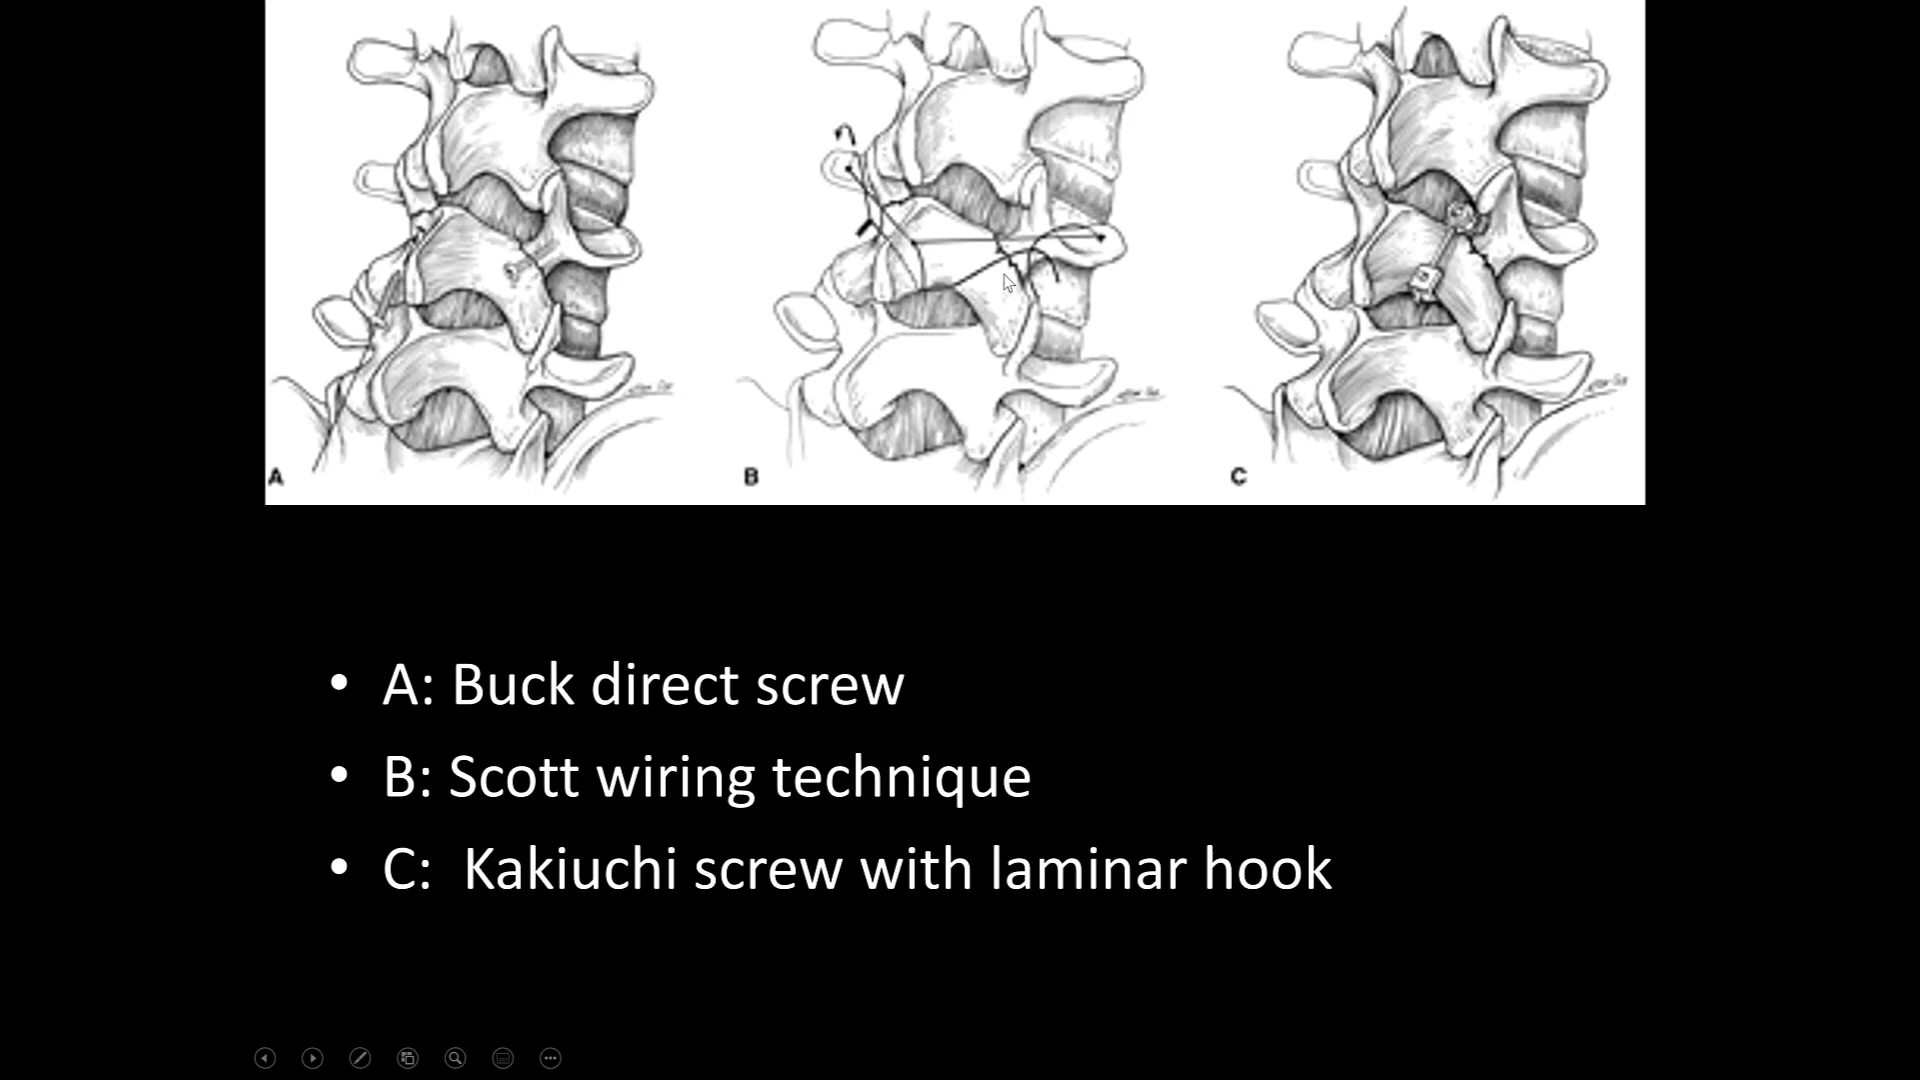 A B C
• A: Buck direct screw
• B: Scott wiring technique
• C: Kakiuchi screw with laminar hook